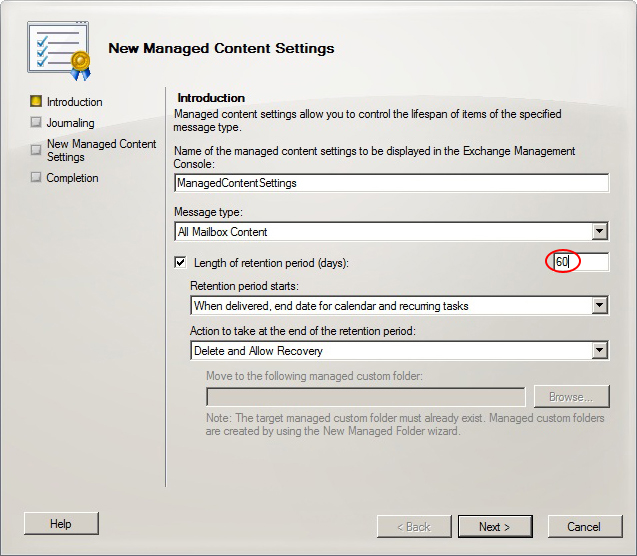 New Managed Content Settings
Introduction
Journaling
New Managed Content
Settings
Completion
Introduction
Managed content settings allow you to control the lifespan of items of the specified
message type.
Name of the managed content settings to be displayed in the Exchange Management
Console:
ManagedContentSettings
Message type:
All Mailbox Content
Length of retention period (days):
60
Retention period starts:
When delivered, end date for calendar and recurring tasks
Action to take at the end of the retention period:
Delete and Allow Recovery
Move to the following managed custom folder:
Browse...
Note: The target managed custom folder must already exist. Managed custom folders
are created by using the New Managed Folder wizard.
Help
< Back
Next >
Cancel